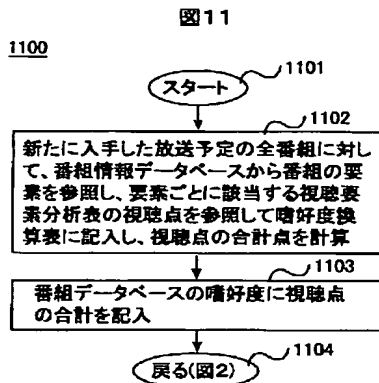 図11
1100
1101
スタート
1102
新たに入手した放送予定の全番組に対し
て、番組情報データベースから番組の要
素を参照し、要素ごとに該当する視聴要
素分析表の視聴点を参照して嗜好度換
算表に記入し、視聴点の合計点を計算
1103
番組データベースの嗜好度に視聴点
の合計を記入
1104
戻る(図2)